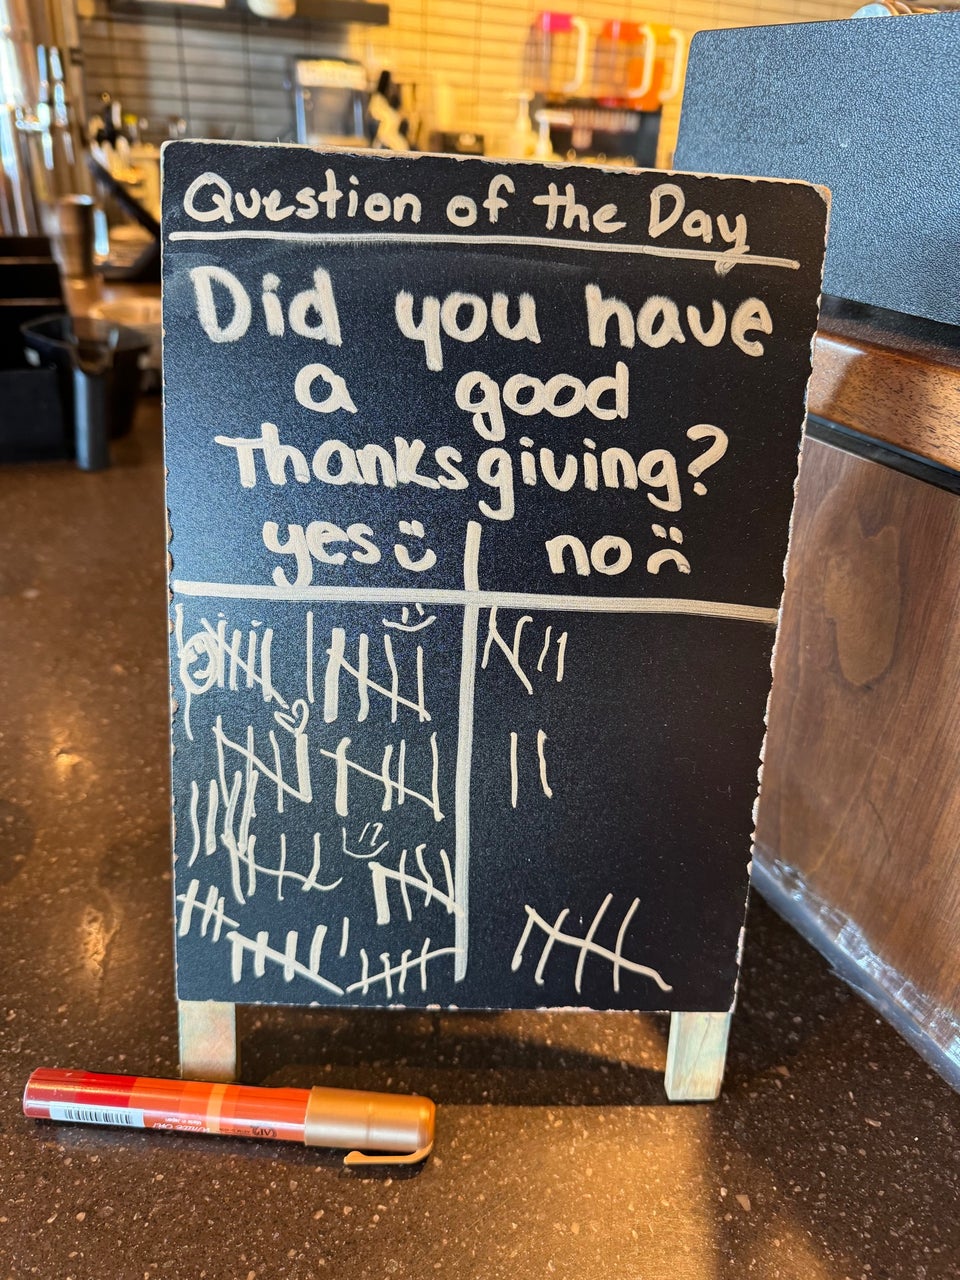 Question of the Day
Did you have
a good
Thanksgiving?
yes no